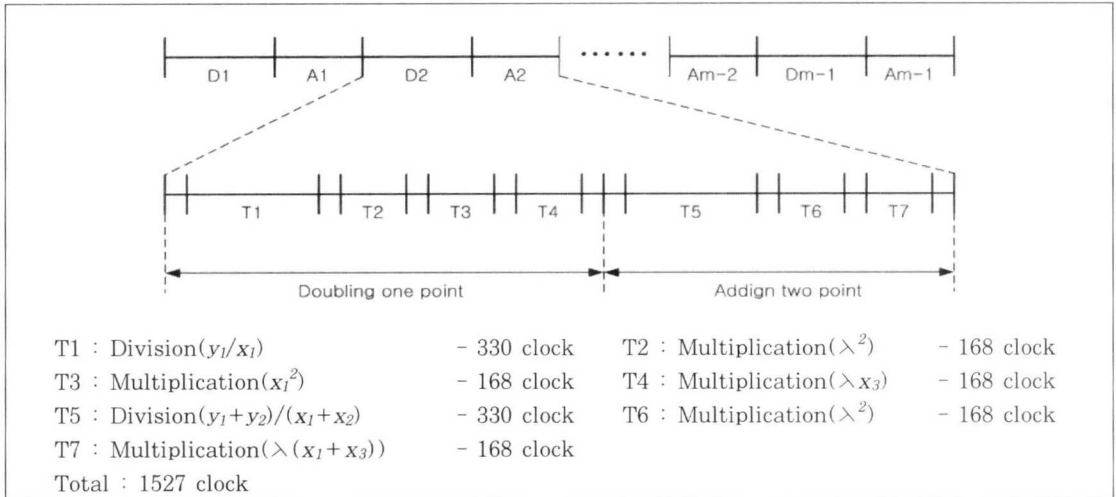 D1 A1 D2 A2 ...... Am-2 Dm-1 Am-1
T1 T2 T3 T4 T5 T6 T7
Doubling one point Addign two point
T1 : Division(y₁/x₁) - 330 clock T2 : Multiplication(λ²) - 168 clock
T3 : Multiplication(x₁²) - 168 clock T4 : Multiplication(λx₃) - 168 clock
T5 : Division(y₁+y₂)/(x₁+x₂) - 330 clock T6 : Multiplication(λ²) - 168 clock
T7 : Multiplication(λ(x₁+x₃)) - 168 clock
Total : 1527 clock